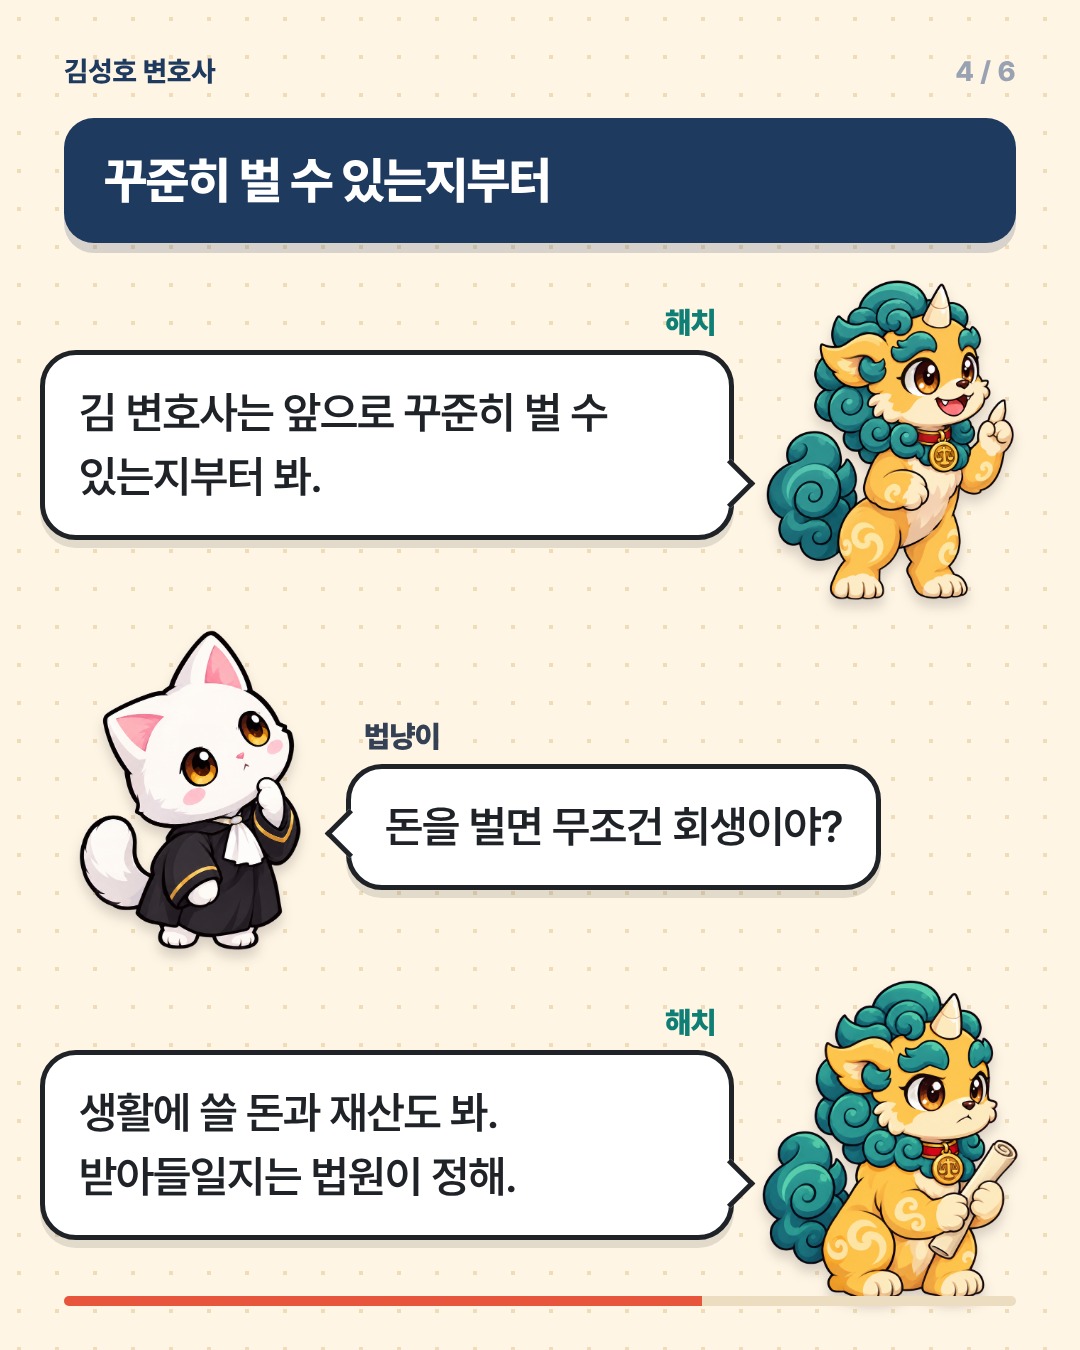 김성호 변호사
4 / 6
꾸준히 벌 수 있는지부터
해치
김 변호사는 앞으로 꾸준히 벌 수
있는지부터 봐.
법냥이
돈을 벌면 무조건 회생이야?
해치
생활에 쓸 돈과 재산도 봐.
받아들일지는 법원이 정해.